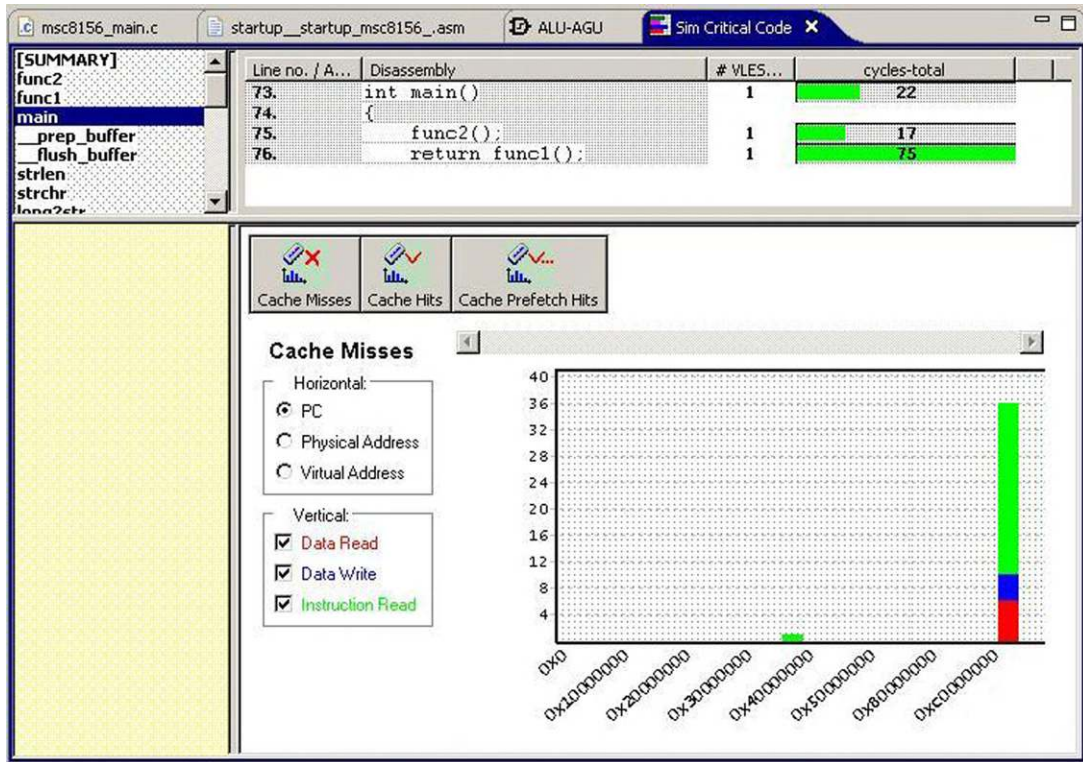 msc8156_main.c startup__startup_msc8156_.asm ALU-AGU Sim Critical Code
[SUMMARY]
func2
func1
main
__prep_buffer
__flush_buffer
strlen
strchr
long2str
Line no. / A... Disassembly # VLES... cycles-total
73. int main() 1 22
74. {
75. func2(); 1 17
76. return func1(); 1 75
Cache Misses Cache Hits Cache Prefetch Hits
Cache Misses
Horizontal:
PC
Physical Address
Virtual Address
Vertical:
Data Read
Data Write
Instruction Read
40
36
32
28
24
20
16
12
8
4
0x0 0x10000000 0x20000000 0x30000000 0x40000000 0x50000000 0x80000000 0xc0000000